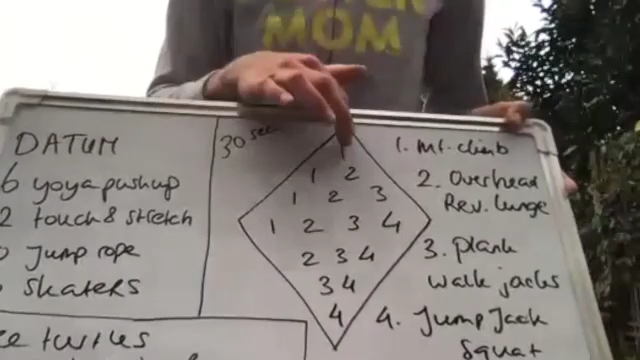 MOM
DATUM
6 yoya pushup
2 touch & stretch
Jump rope
Skaters
turtles
30 sec
1 2
1 2 3
1 2 3 4
2 3 4
3 4
4
1. Mt. climb
2. Overhead
Rev. lunge
3. plank
walk jacks
4. Jump Jack
Squat